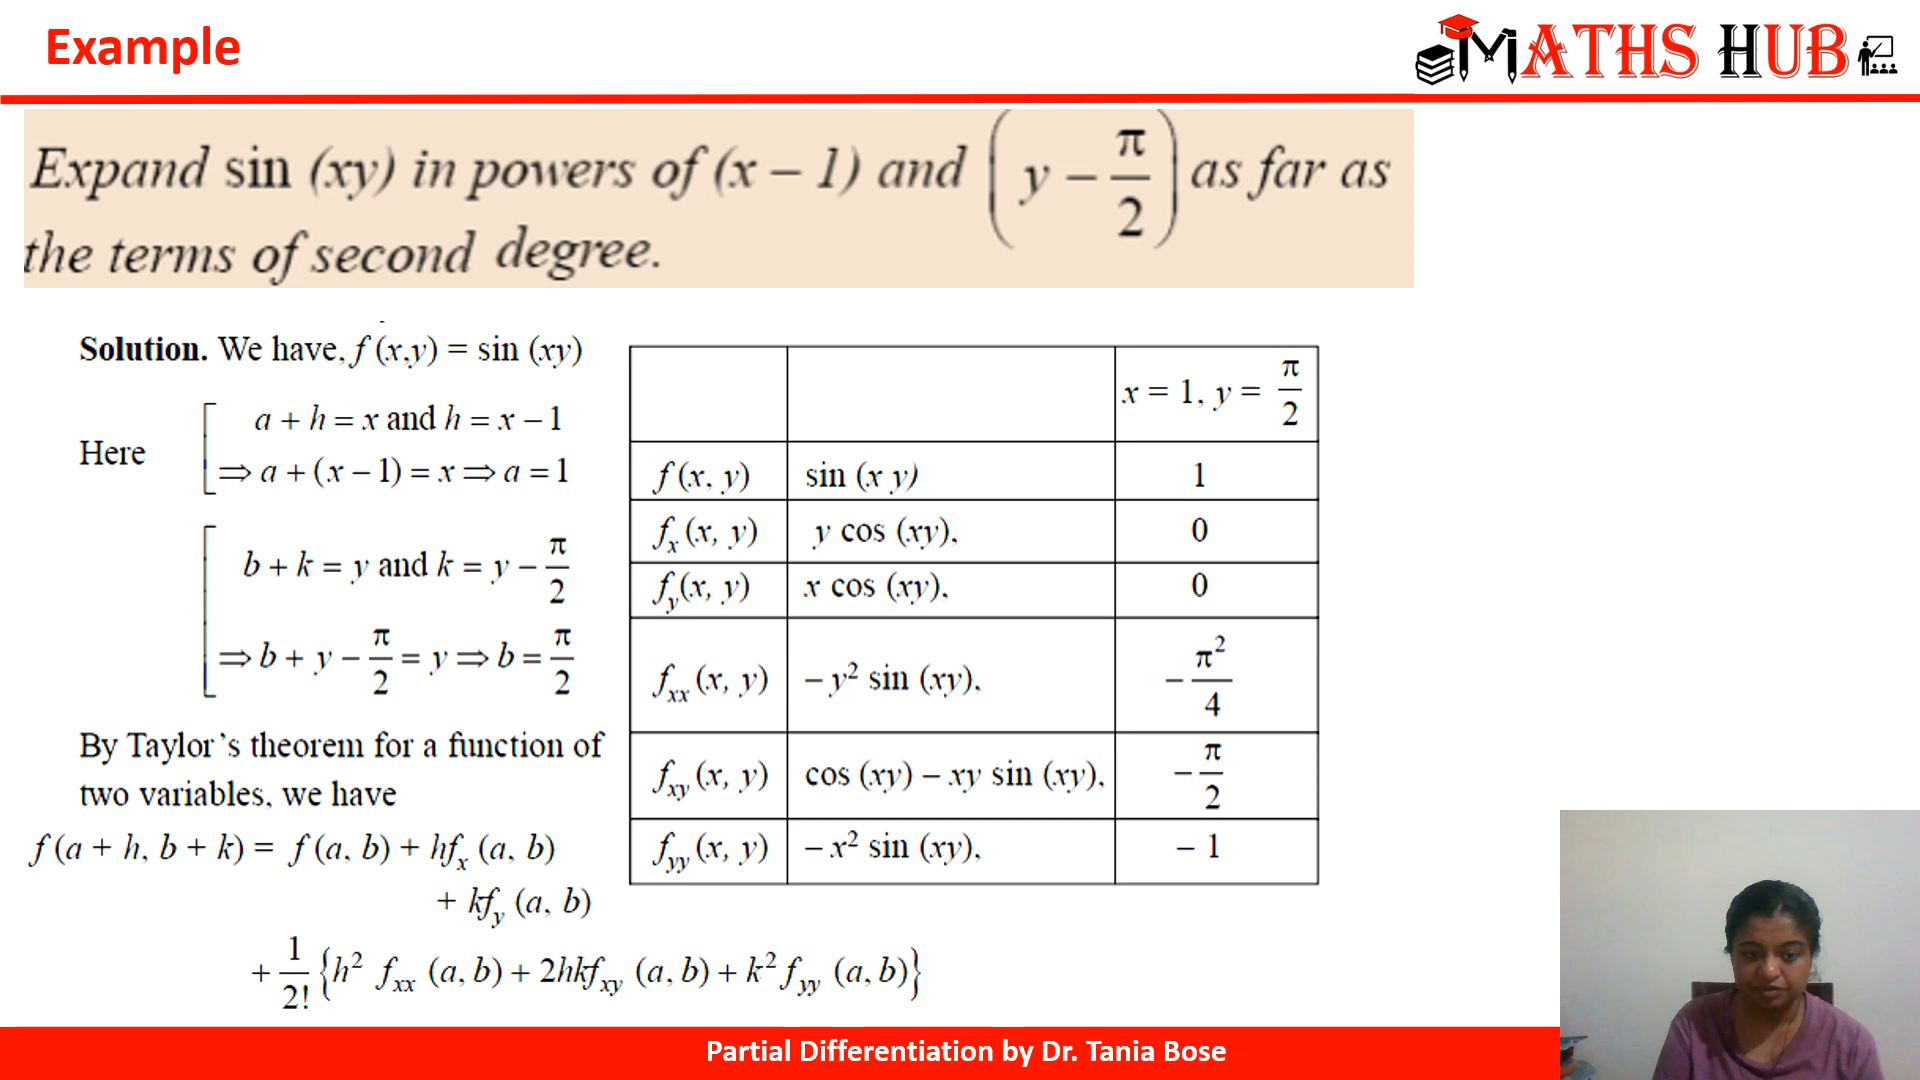 Example
MATHS HUB
Expand sin (xy) in powers of (x – 1) and (y – π/2) as far as
the terms of second degree.
Solution. We have, f (x,y) = sin (xy)
Here
a + h = x and h = x – 1
⇒ a + (x – 1) = x ⇒ a = 1
b + k = y and k = y – π/2
⇒ b + y – π/2 = y ⇒ b = π/2
By Taylor's theorem for a function of
two variables, we have
f (a + h, b + k) = f (a, b) + hf_x (a, b)
+ kf_y (a, b)
+ 1/2! {h² f_xx (a, b) + 2hkf_xy (a, b) + k² f_yy (a, b)}
x = 1, y = π/2
f (x, y) sin (x y) 1
f_x (x, y) y cos (xy), 0
f_y (x, y) x cos (xy), 0
f_xx (x, y) – y² sin (xy), – π²/4
f_xy (x, y) cos (xy) – xy sin (xy), – π/2
f_yy (x, y) – x² sin (xy), – 1
Partial Differentiation by Dr. Tania Bose